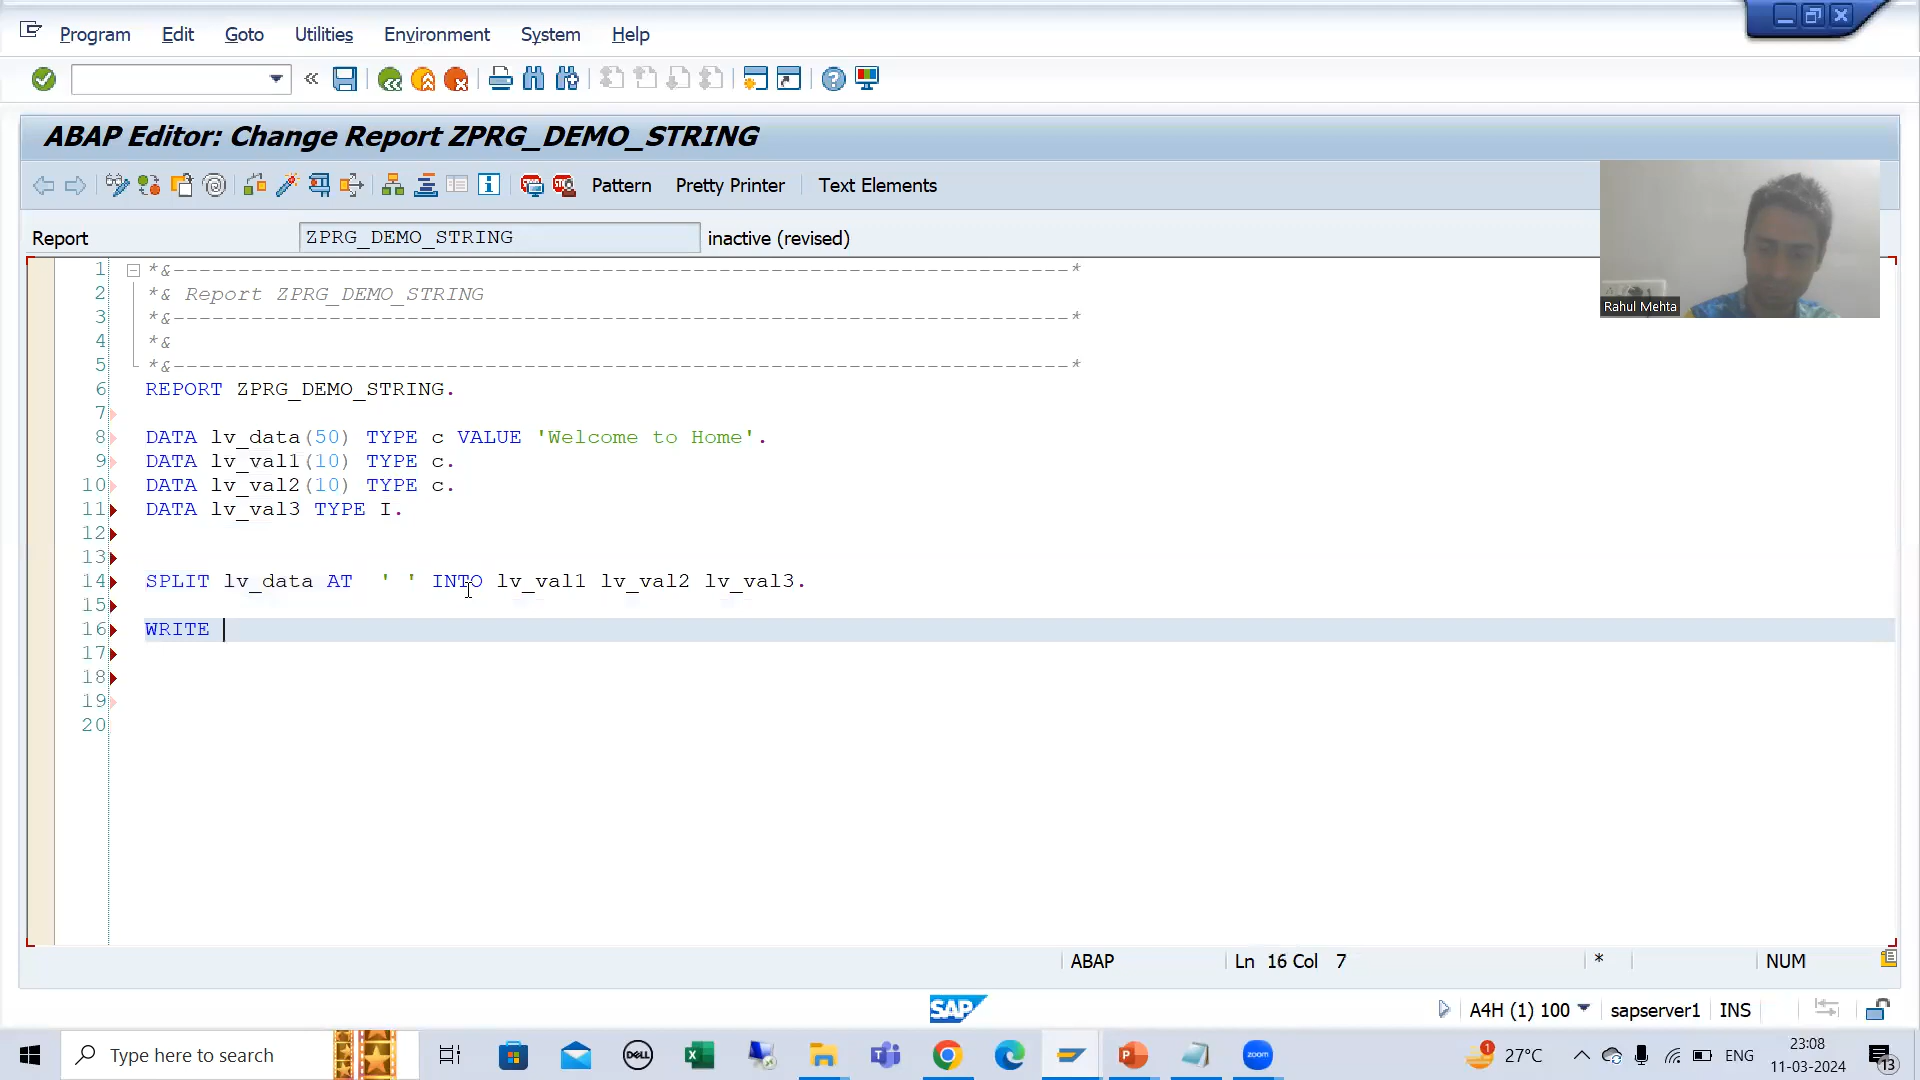 Program Edit Goto Utilities Environment System Help
ABAP Editor: Change Report ZPRG_DEMO_STRING
Pattern Pretty Printer Text Elements
Report ZPRG_DEMO_STRING inactive (revised)
Rahul Mehta
1 *&---------------------------------------------------------------------*
2 *& Report ZPRG_DEMO_STRING
3 *&---------------------------------------------------------------------*
4 *&
5 *&---------------------------------------------------------------------*
6 REPORT ZPRG_DEMO_STRING.
7
8 DATA lv_data(50) TYPE c VALUE 'Welcome to Home'.
9 DATA lv_val1(10) TYPE c.
10 DATA lv_val2(10) TYPE c.
11 DATA lv_val3 TYPE I.
12
13
14 SPLIT lv_data AT ' ' INTO lv_val1 lv_val2 lv_val3.
15
16 WRITE
17
18
19
20
ABAP Ln 16 Col 7 * NUM
SAP A4H (1) 100 sapserver1 INS
Type here to search DELL zoom 1 27°C ENG 23:08
11-03-2024 13